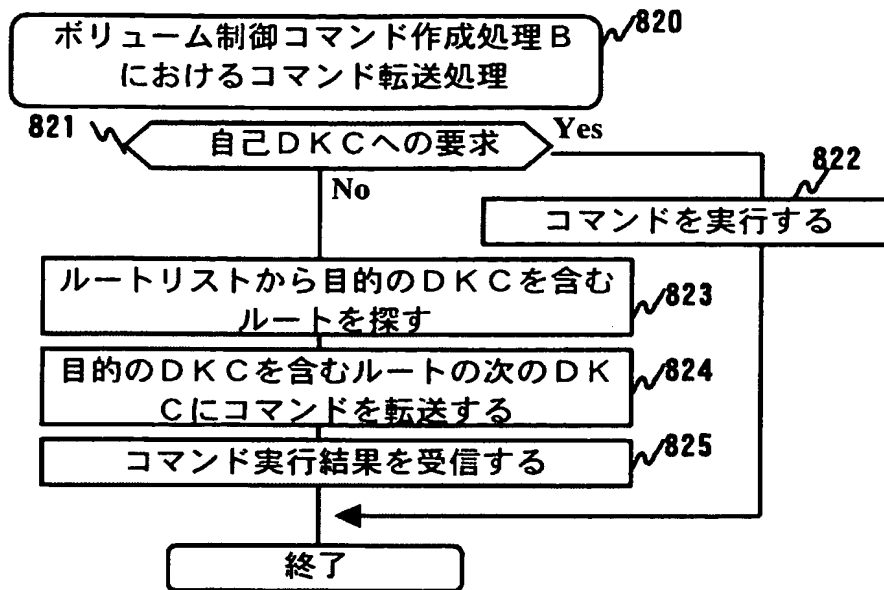 ボリューム制御コマンド作成処理B
におけるコマンド転送処理
820
821
自己DKCへの要求
Yes
No
822
コマンドを実行する
ルートリストから目的のDKCを含む
ルートを探す
823
目的のDKCを含むルートの次のDK
Cにコマンドを転送する
824
コマンド実行結果を受信する
825
終了